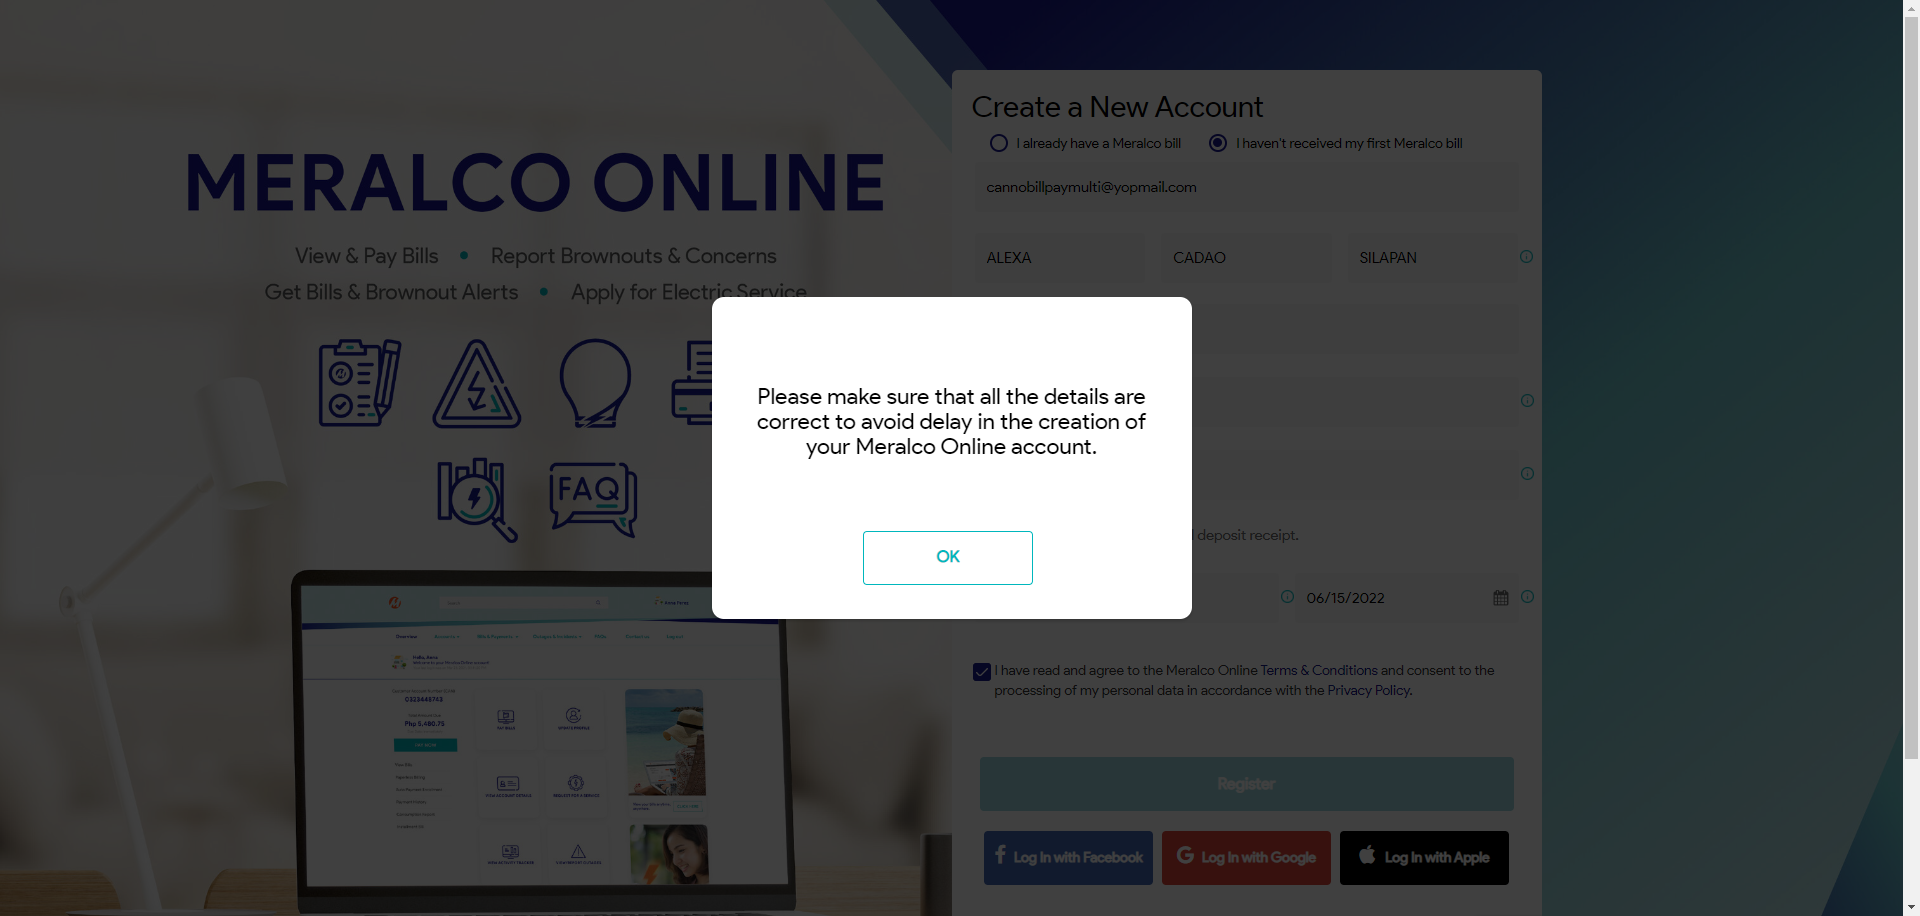 Create a New Account
I already have a Meralco bill
I haven't received my first Meralco bill
cannobillpaymulti@yopmail.com
ALEXA
CADAO
SILAPAN
MERALCO ONLINE
View & Pay Bills • Report Brownouts & Concerns
Get Bills & Brownout Alerts • Apply for Electric Service
FAQ
Please make sure that all the details are
correct to avoid delay in the creation of
your Meralco Online account.
OK
deposit receipt.
06/15/2022
I have read and agree to the Meralco Online Terms & Conditions and consent to the
processing of my personal data in accordance with the Privacy Policy.
Register
Log In with Facebook
Log In with Google
Log In with Apple
Overview
Php 5,480.75